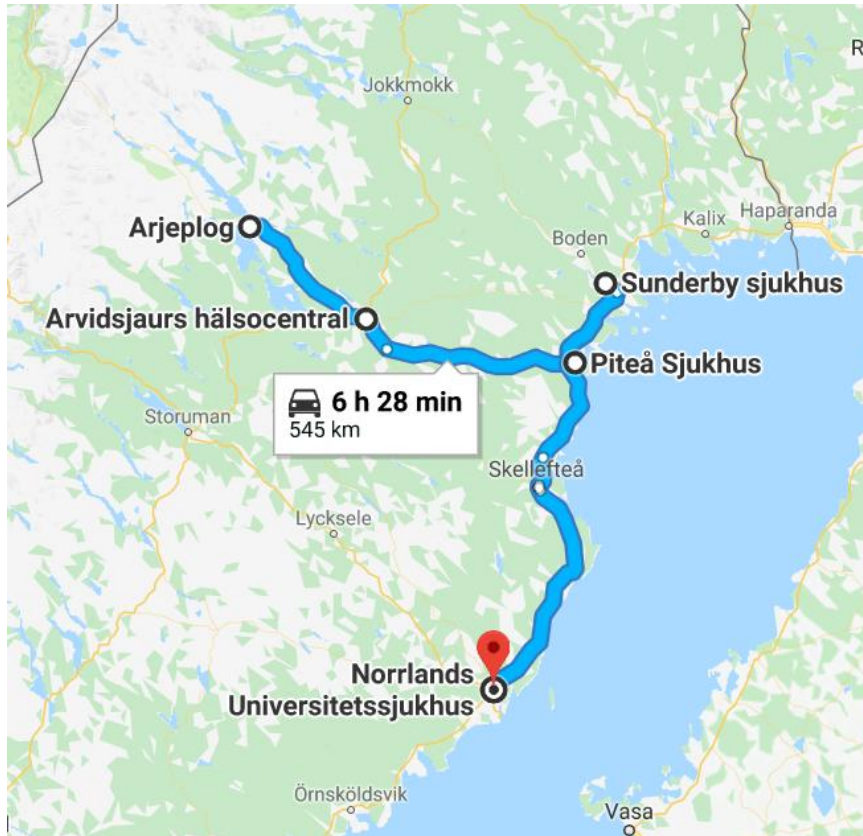 R
Jokkmokk
Kalix
Haparanda
Arjeplog
Boden
Sunderby sjukhus
Arvidsjaurs hälsocentral
Piteå Sjukhus
6 h 28 min
545 km
Storuman
Skellefteå
Lycksele
Norrlands
Universitetssjukhus
Örnsköldsvik
Vasa